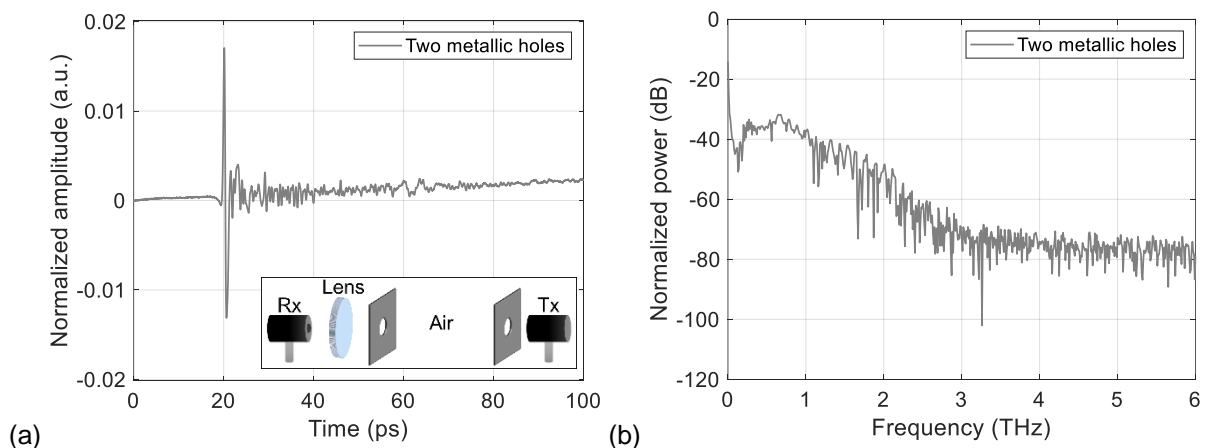 0.02
0.01
0
-0.01
-0.02
Normalized amplitude (a.u.)
Two metallic holes
Rx
Lens
Air
Tx
0 20 40 60 80 100
Time (ps)
(a)
0
-20
-40
-60
-80
-100
-120
Normalized power (dB)
Two metallic holes
0 1 2 3 4 5 6
Frequency (THz)
(b)